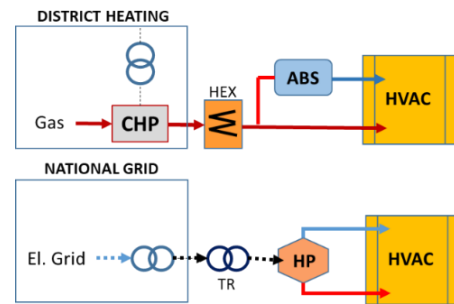 DISTRICT HEATING
HEX
ABS
HVAC
Gas
CHP
NATIONAL GRID
El. Grid
TR
HP
HVAC